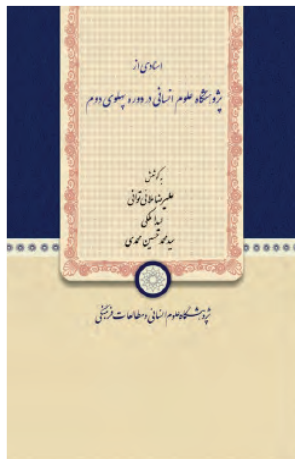 اسنادی از
پژوهشگاه علوم انسانی در دوره پهلوی دوم
به کوشش
علیرضا ملائی توانی
لیدا ملکی
سید محمدحسین محمدی
پژوهشگاه علوم انسانی و مطالعات فرهنگی